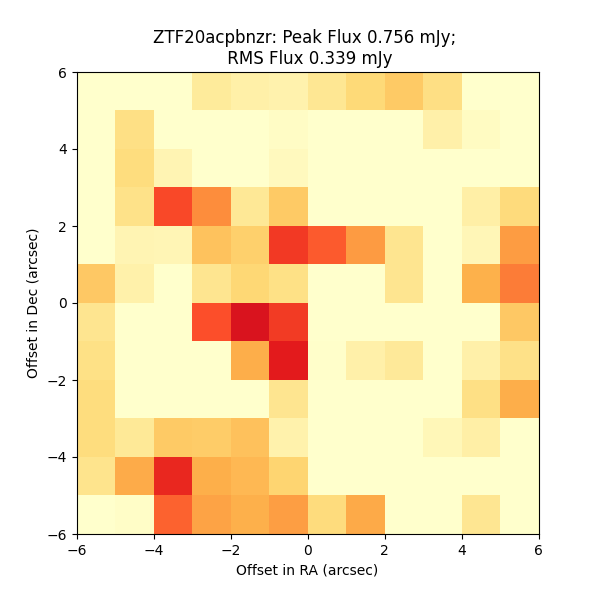 ZTF20acpbnzr: Peak Flux 0.756 mJy;
RMS Flux 0.339 mJy
6
4
2
0
−2
−4
−6
Offset in Dec (arcsec)
−6 −4 −2 0 2 4 6
Offset in RA (arcsec)